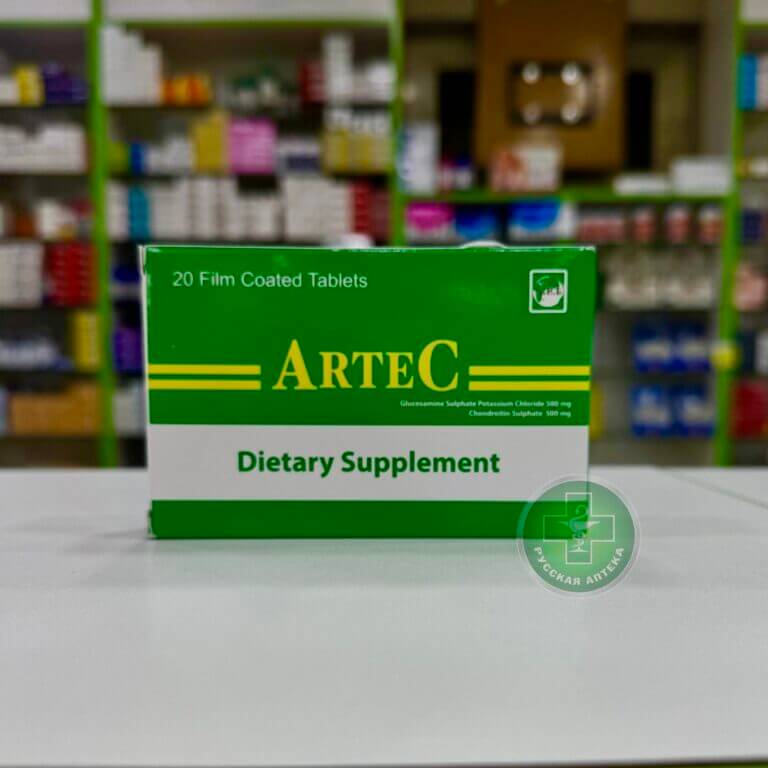 20 Film Coated Tablets
ARTEC
Glucosamine Sulphate Potassium Chloride 500 mg
Chondroitin Sulphate 500 mg
Dietary Supplement
РУССКАЯ АПТЕКА